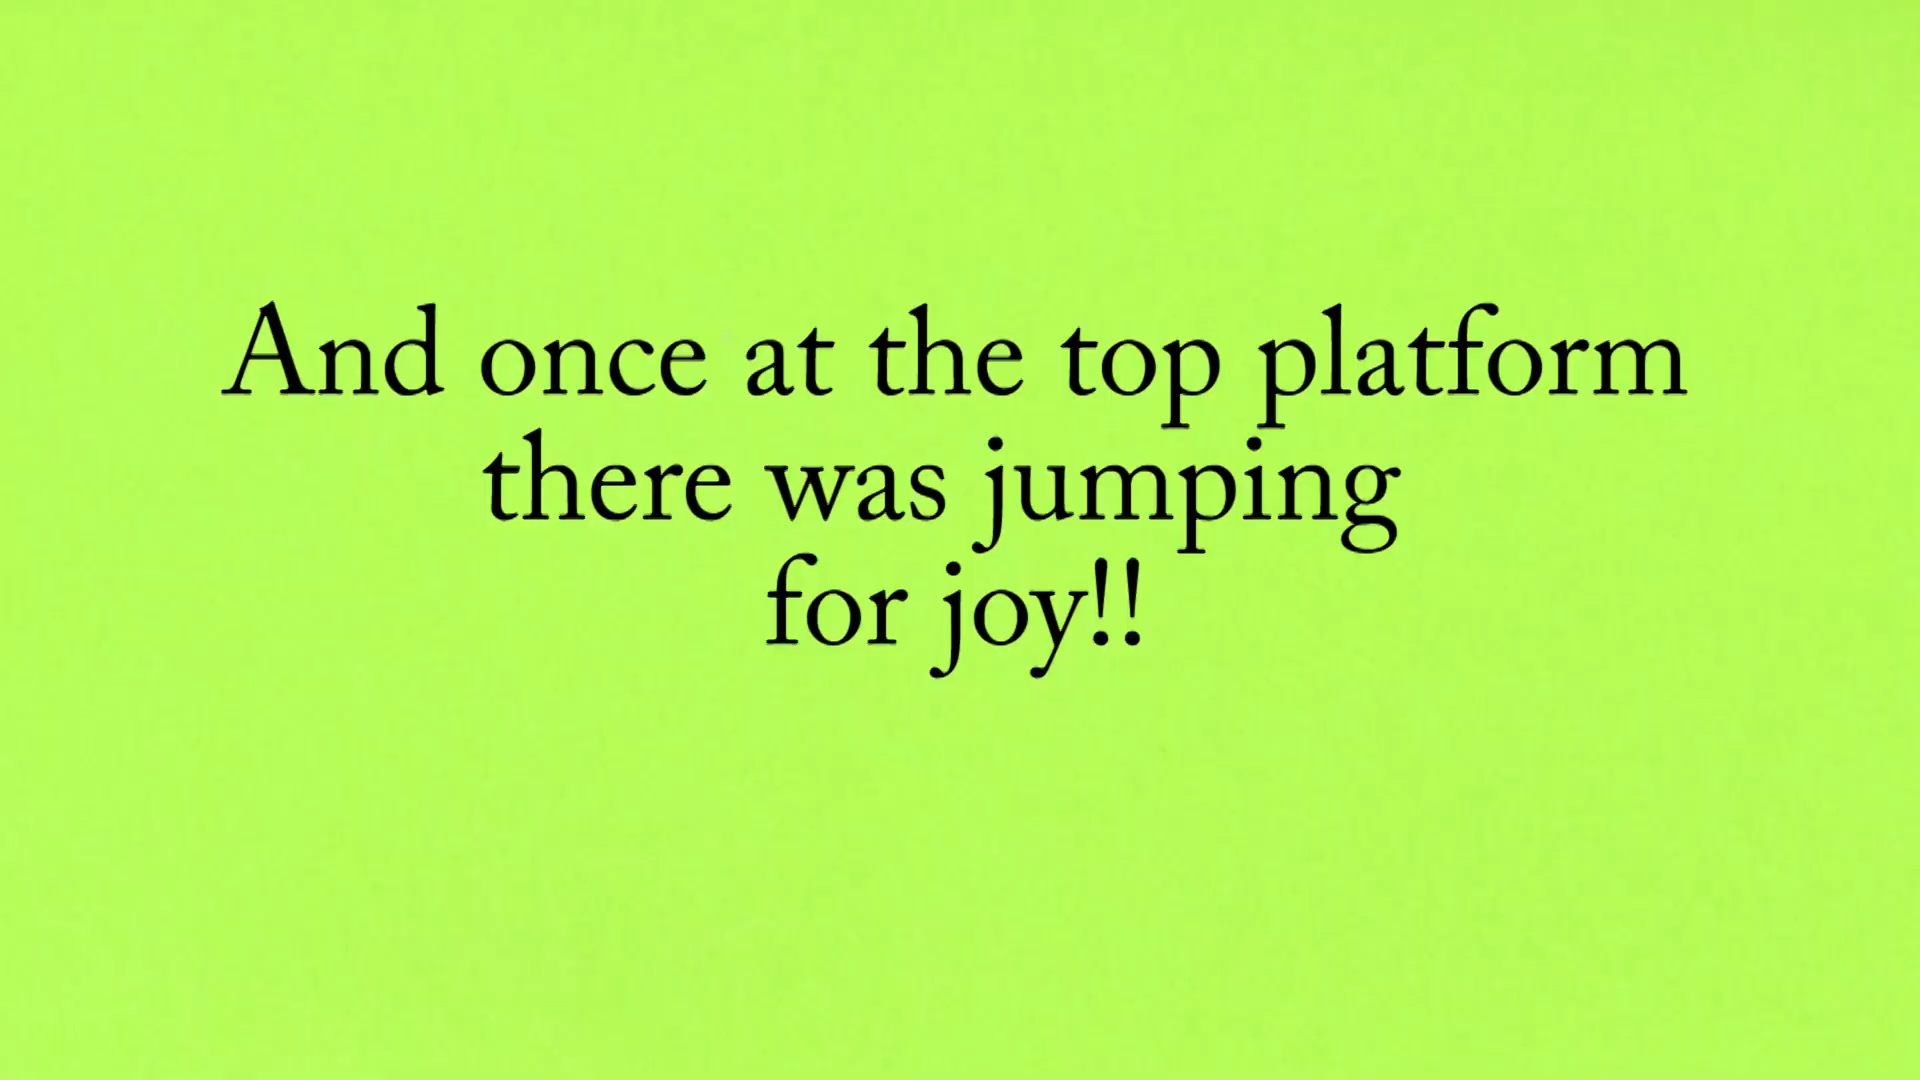 And once at the top platform
there was jumping
for joy!!